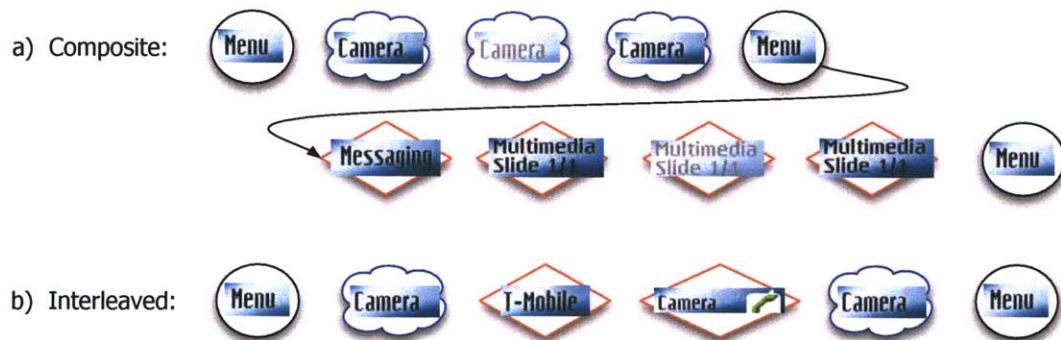 a) Composite:
Menu
Camera
Camera
Camera
Menu
Messaging
Multimedia
Slide 1/1
Multimedia
Slide 1/1
Multimedia
Slide 1/1
Menu
b) Interleaved:
Menu
Camera
T-Mobile
Camera
Camera
Menu